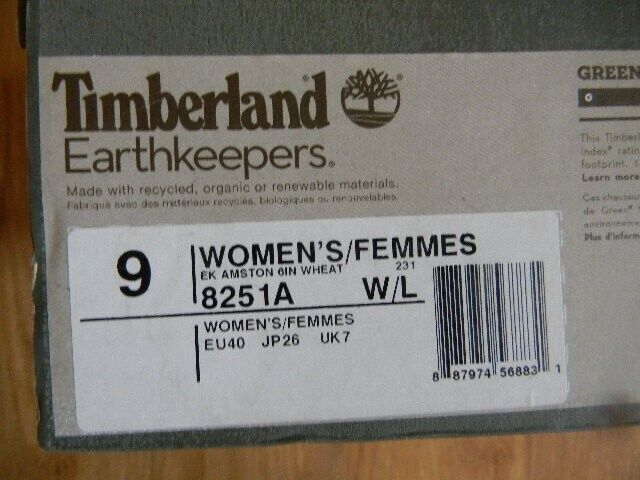 Timberland
Earthkeepers®
Made with recycled, organic or renewable materials.
Fabriqué avec des matériaux recyclés, biologiques ou renouvelables.
GREEN
This Timberl
Index® ratin
footprint.
Learn more
Ces chaussur
de Green®
environneme
Plus d'inform
9
WOMEN'S/FEMMES
EK AMSTON 6IN WHEAT 231
8251A W/L
WOMEN'S/FEMMES
EU40 JP26 UK7
8 87974 56883 1